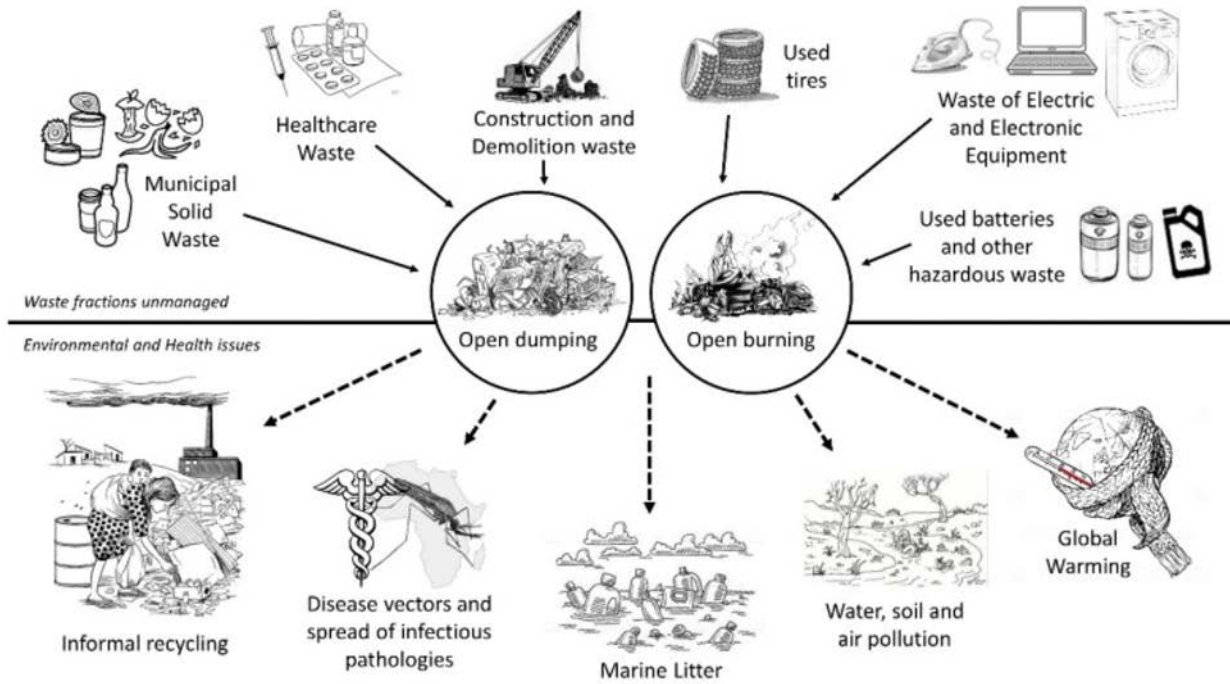 Healthcare
Waste
Construction and
Demolition waste
Used
tires
Waste of Electric
and Electronic
Equipment
Municipal
Solid
Waste
Used batteries
and other
hazardous waste
Waste fractions unmanaged
Open dumping
Open burning
Environmental and Health issues
Informal recycling
Disease vectors and
spread of infectious
pathologies
Marine Litter
Water, soil and
air pollution
Global
Warming